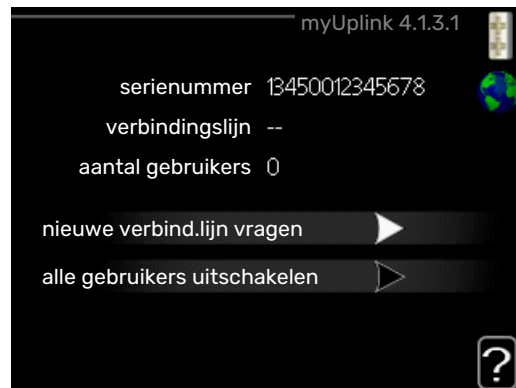 myUplink 4.1.3.1
serienummer 13450012345678
verbindingslijn --
aantal gebruikers 0
nieuwe verbind.lijn vragen
alle gebruikers uitschakelen
?